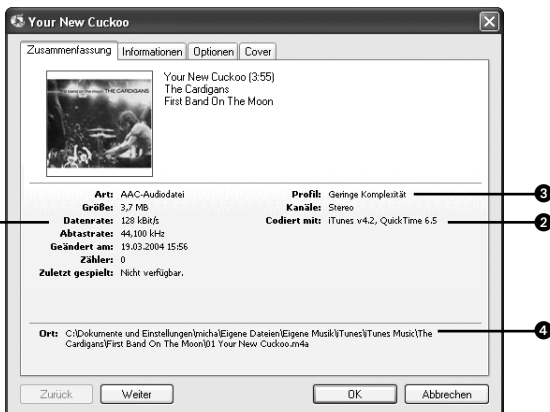 Your New Cuckoo
Zusammenfassung Informationen Optionen Cover
first band on the moon THE CARDIGANS
Your New Cuckoo (3:55)
The Cardigans
First Band On The Moon
Art: AAC-Audiodatei
Größe: 3,7 MB
Datenrate: 128 kBit/s
Abtastrate: 44,100 kHz
Geändert am: 19.03.2004 15:56
Zähler: 0
Zuletzt gespielt: Nicht verfügbar.
Profil: Geringe Komplexität
Kanäle: Stereo
Codiert mit: iTunes v4.2, QuickTime 6.5
3
2
Ort: C:\Dokumente und Einstellungen\micha\Eigene Dateien\Eigene Musik\iTunes\iTunes Music\The
Cardigans\First Band On The Moon\01 Your New Cuckoo.m4a
4
Zurück Weiter OK Abbrechen